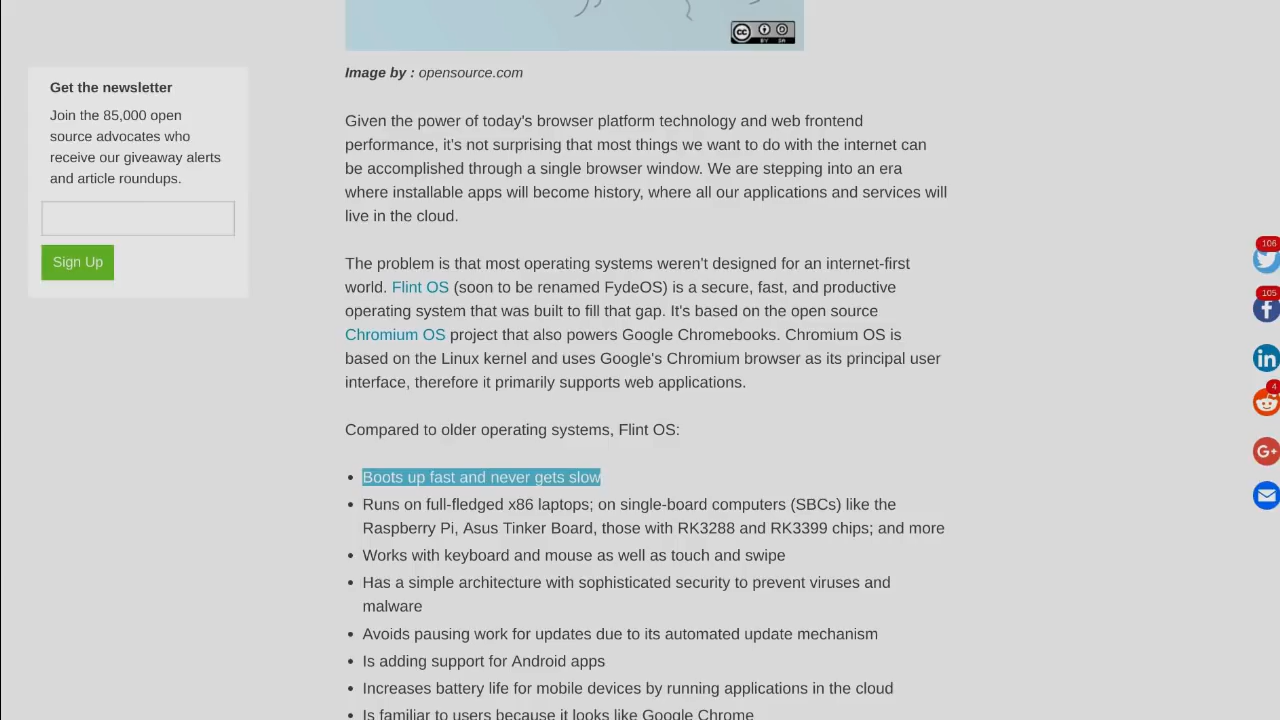 BY SA
Image by : opensource.com
Get the newsletter
Join the 85,000 open
source advocates who
receive our giveaway alerts
and article roundups.
Sign Up
Given the power of today's browser platform technology and web frontend
performance, it's not surprising that most things we want to do with the internet can
be accomplished through a single browser window. We are stepping into an era
where installable apps will become history, where all our applications and services will
live in the cloud.
The problem is that most operating systems weren't designed for an internet-first
world. Flint OS (soon to be renamed FydeOS) is a secure, fast, and productive
operating system that was built to fill that gap. It's based on the open source
Chromium OS project that also powers Google Chromebooks. Chromium OS is
based on the Linux kernel and uses Google's Chromium browser as its principal user
interface, therefore it primarily supports web applications.
Compared to older operating systems, Flint OS:
• Boots up fast and never gets slow
• Runs on full-fledged x86 laptops; on single-board computers (SBCs) like the
Raspberry Pi, Asus Tinker Board, those with RK3288 and RK3399 chips; and more
• Works with keyboard and mouse as well as touch and swipe
• Has a simple architecture with sophisticated security to prevent viruses and
malware
• Avoids pausing work for updates due to its automated update mechanism
• Is adding support for Android apps
• Increases battery life for mobile devices by running applications in the cloud
• Is familiar to users because it looks like Google Chrome
106
105
in
4
G+